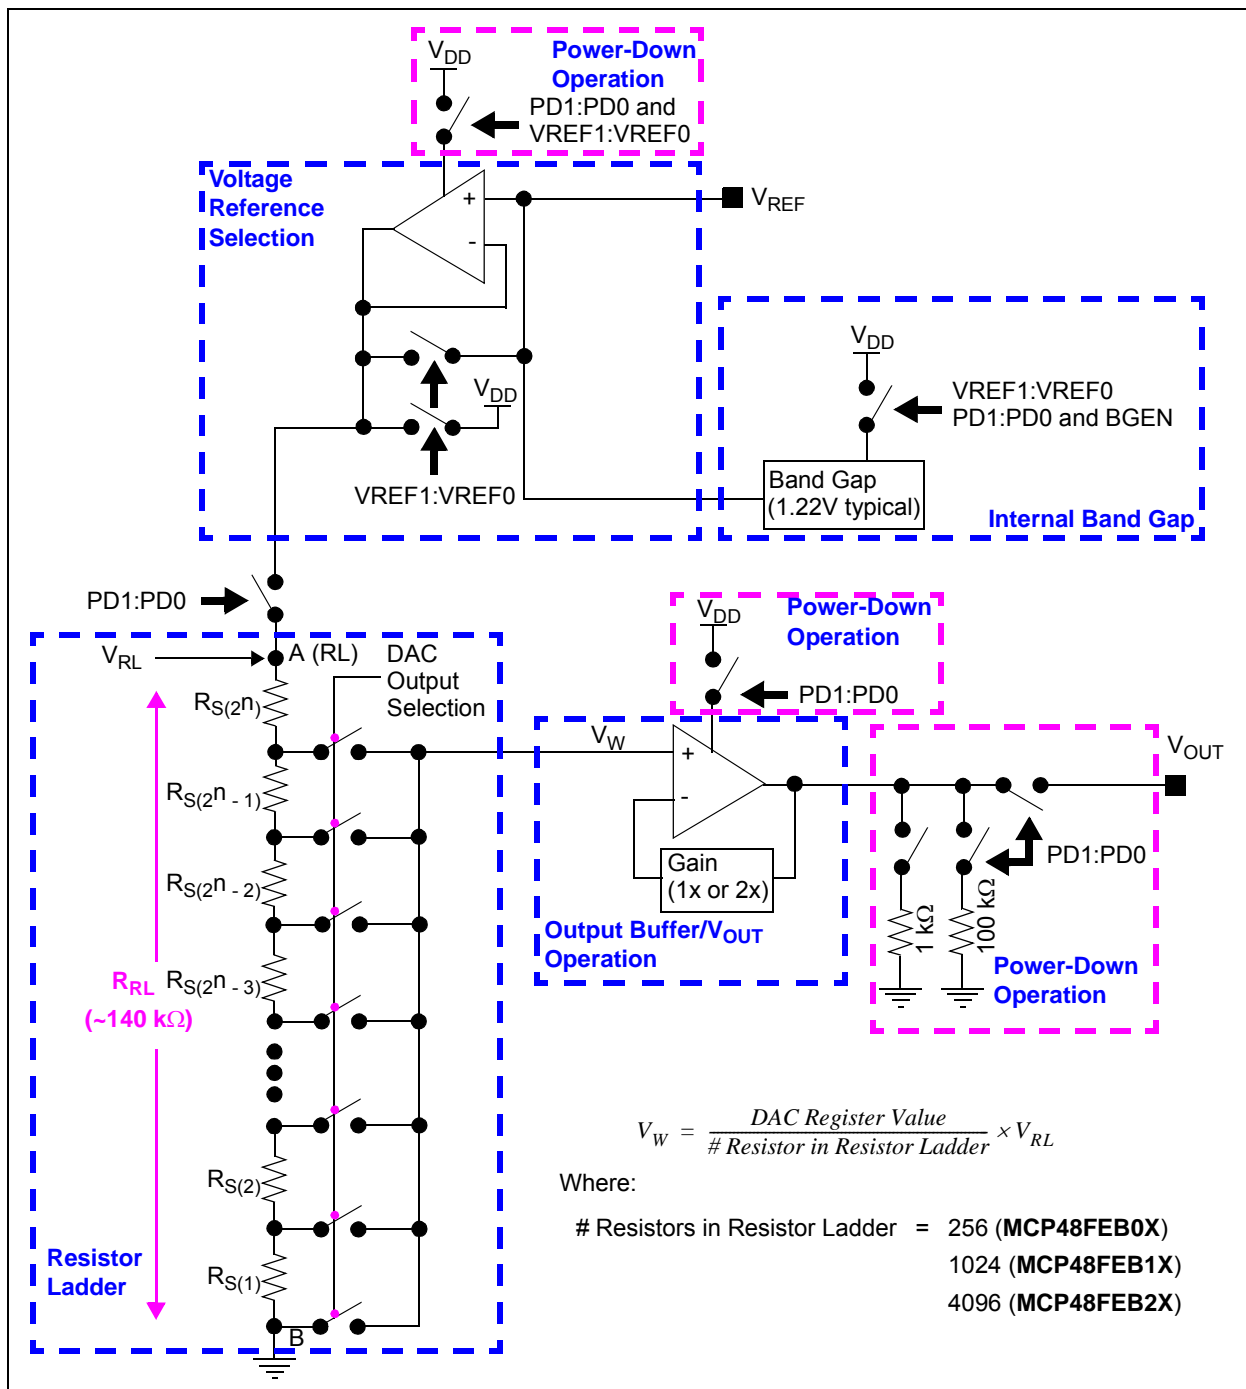 VDD
Power-Down
Operation
PD1:PD0 and
VREF1:VREF0
Voltage
Reference
Selection
+
-
VREF
VDD
VREF1:VREF0
PD1:PD0 and BGEN
VDD
VREF1:VREF0
Band Gap
(1.22V typical)
Internal Band Gap
PD1:PD0
VRL
A (RL)
DAC
Output
Selection
VDD
Power-Down
Operation
PD1:PD0
RS(2n)
VW
+
-
VOUT
RS(2n - 1)
Gain
(1x or 2x)
PD1:PD0
RS(2n - 2)
1 kΩ
100 kΩ
Output Buffer/VOUT
Operation
Power-Down
Operation
RRL
(~140 kΩ)
RS(2n - 3)
RS(2)
RS(1)
Resistor
Ladder
B
VW = DAC Register Value / # Resistor in Resistor Ladder × VRL
Where:
# Resistors in Resistor Ladder = 256 (MCP48FEB0X)
1024 (MCP48FEB1X)
4096 (MCP48FEB2X)